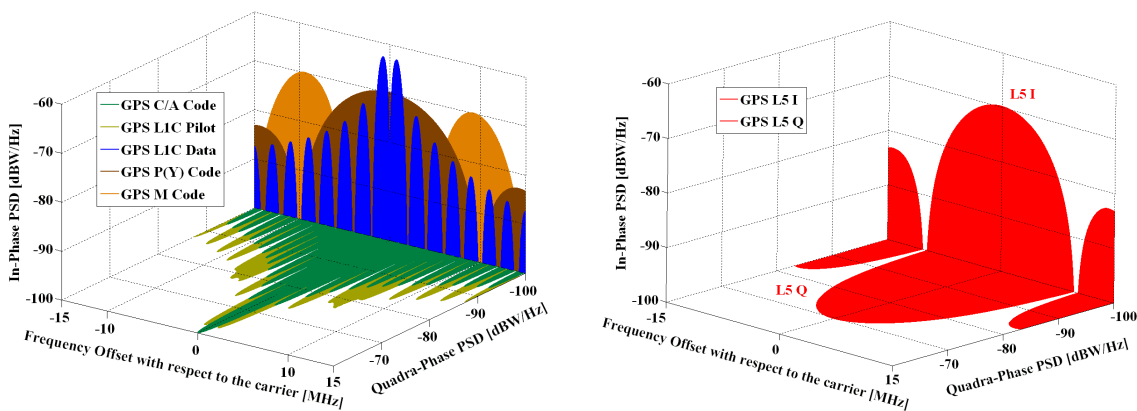 In-Phase PSD [dBW/Hz]
-60
-70
-80
-90
-100
GPS C/A Code
GPS L1C Pilot
GPS L1C Data
GPS P(Y) Code
GPS M Code
-15
-10
0
10
15
Frequency Offset with respect to the carrier [MHz]
-70
-80
-90
-100
Quadra-Phase PSD [dBW/Hz]
In-Phase PSD [dBW/Hz]
-60
-70
-80
-90
-100
GPS L5 I
GPS L5 Q
L5 I
L5 Q
-15
0
15
Frequency Offset with respect to the carrier [MHz]
-70
-80
-90
-100
Quadra-Phase PSD [dBW/Hz]